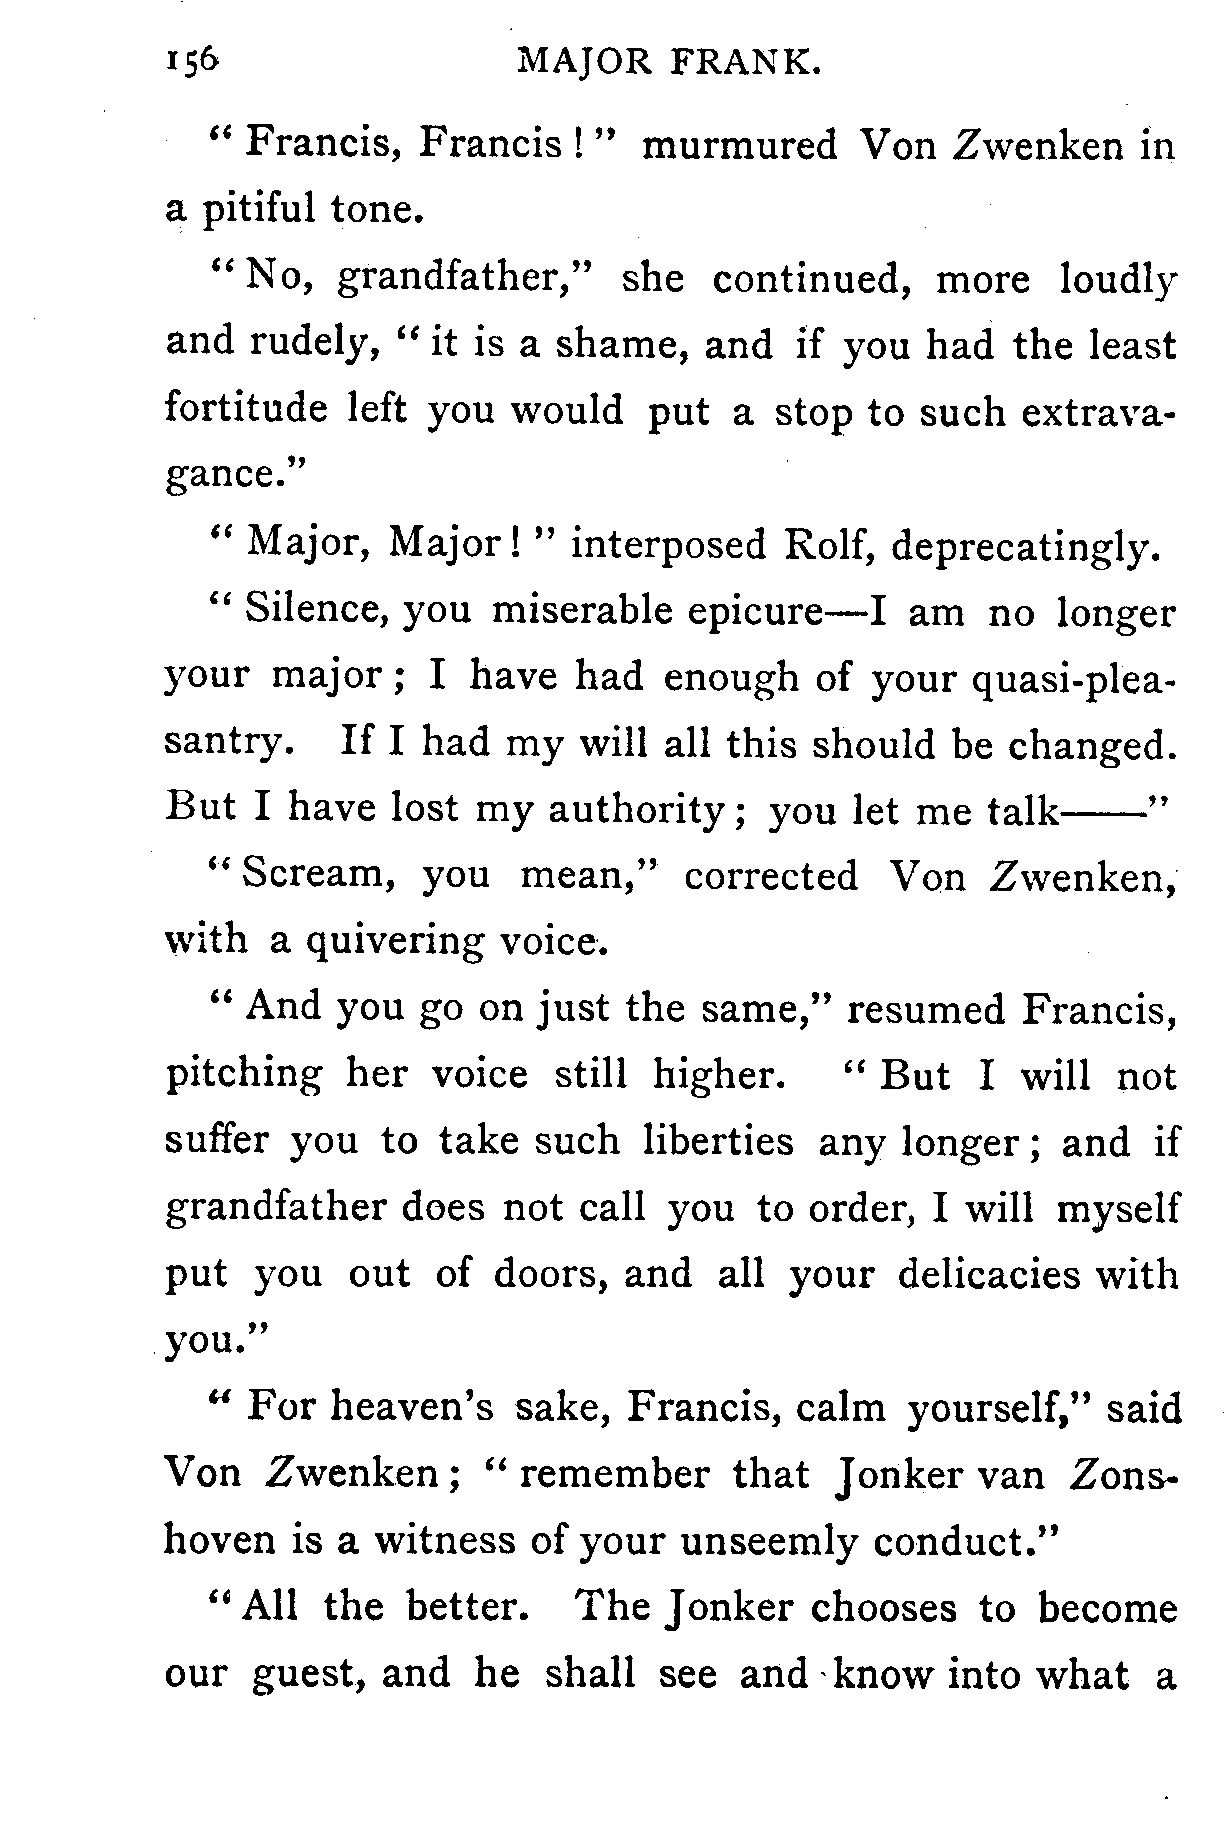 156 MAJOR FRANK.
" Francis, Francis ! " murmured Von Zwenken in
a pitiful tone.
" No, grandfather," she continued, more loudly
and rudely, " it is a shame, and if you had the least
fortitude left you would put a stop to such extrava-
gance."
" Major, Major ! " interposed Rolf, deprecatingly.
" Silence, you miserable epicure—I am no longer
your major ; I have had enough of your quasi-plea-
santry. If I had my will all this should be changed.
But I have lost my authority ; you let me talk——"
" Scream, you mean," corrected Von Zwenken,
with a quivering voice.
" And you go on just the same," resumed Francis,
pitching her voice still higher. " But I will not
suffer you to take such liberties any longer ; and if
grandfather does not call you to order, I will myself
put you out of doors, and all your delicacies with
you."
" For heaven's sake, Francis, calm yourself," said
Von Zwenken ; " remember that Jonker van Zons-
hoven is a witness of your unseemly conduct."
" All the better. The Jonker chooses to become
our guest, and he shall see and know into what a